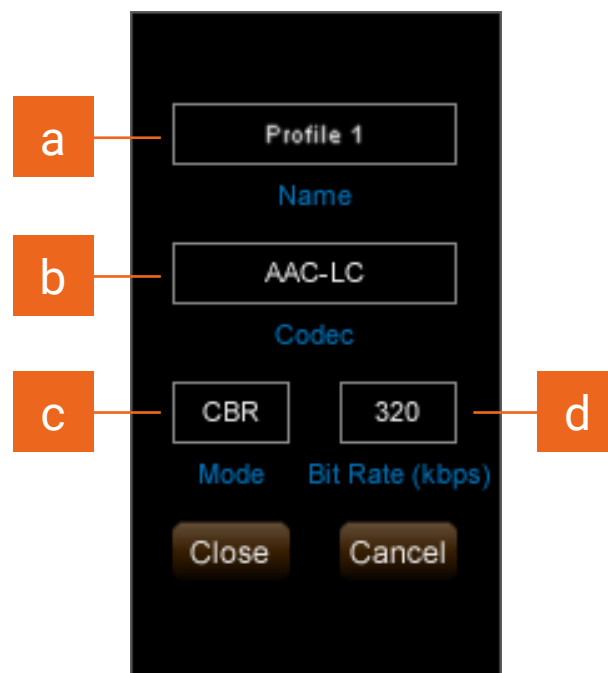 a
Profile 1
Name
b
AAC-LC
Codec
c
CBR
320
d
Mode
Bit Rate (kbps)
Close
Cancel